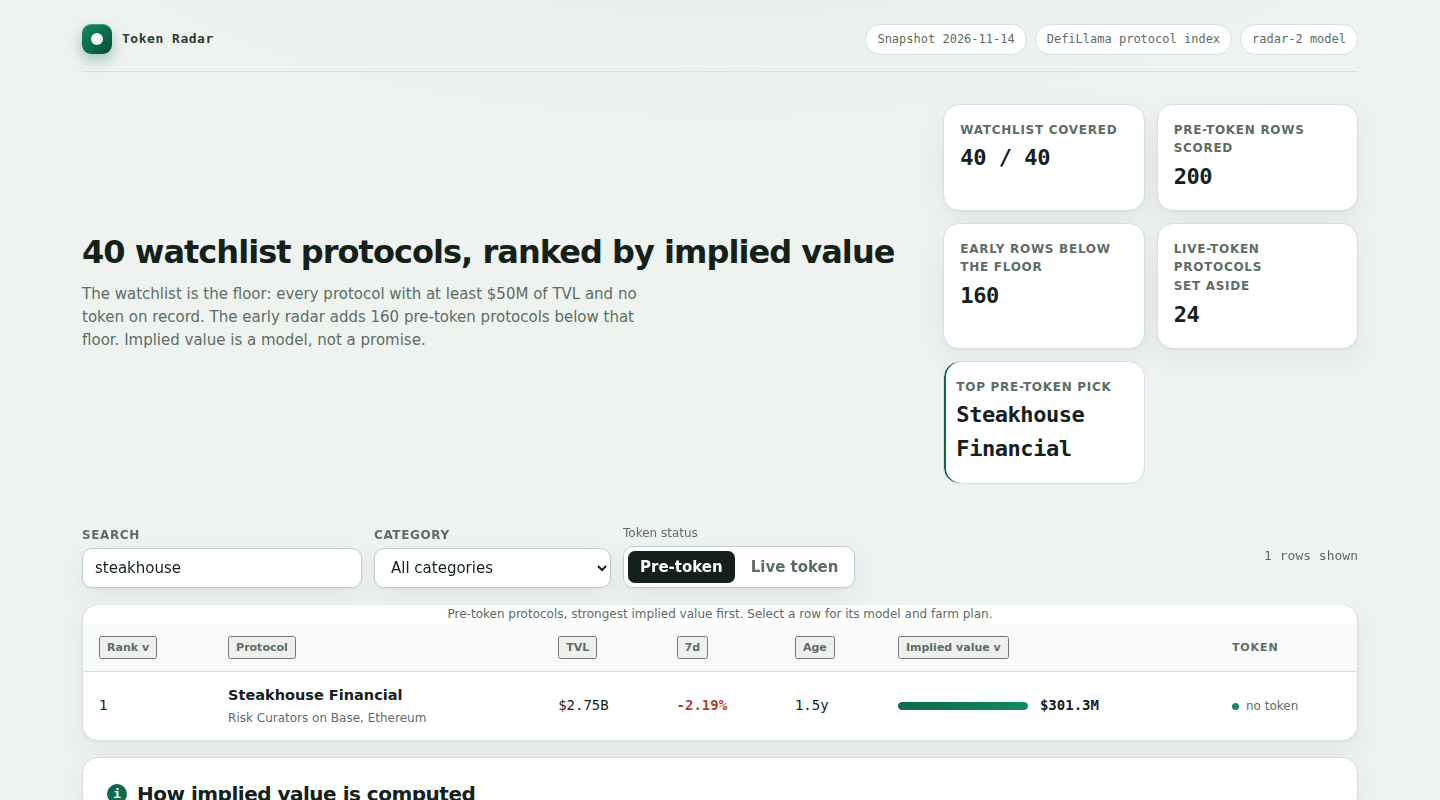 Token Radar
Snapshot 2026-11-14
DefiLlama protocol index
radar-2 model
40 watchlist protocols, ranked by implied value
The watchlist is the floor: every protocol with at least $50M of TVL and no
token on record. The early radar adds 160 pre-token protocols below that
floor. Implied value is a model, not a promise.
WATCHLIST COVERED
40 / 40
PRE-TOKEN ROWS
SCORED
200
EARLY ROWS BELOW
THE FLOOR
160
LIVE-TOKEN
PROTOCOLS
SET ASIDE
24
TOP PRE-TOKEN PICK
Steakhouse
Financial
SEARCH
steakhouse
CATEGORY
All categories
Token status
Pre-token
Live token
1 rows shown
Pre-token protocols, strongest implied value first. Select a row for its model and farm plan.
Rank v
Protocol
TVL
7d
Age
Implied value v
TOKEN
1
Steakhouse Financial
Risk Curators on Base, Ethereum
$2.75B
-2.19%
1.5y
$301.3M
no token
i
How implied value is computed